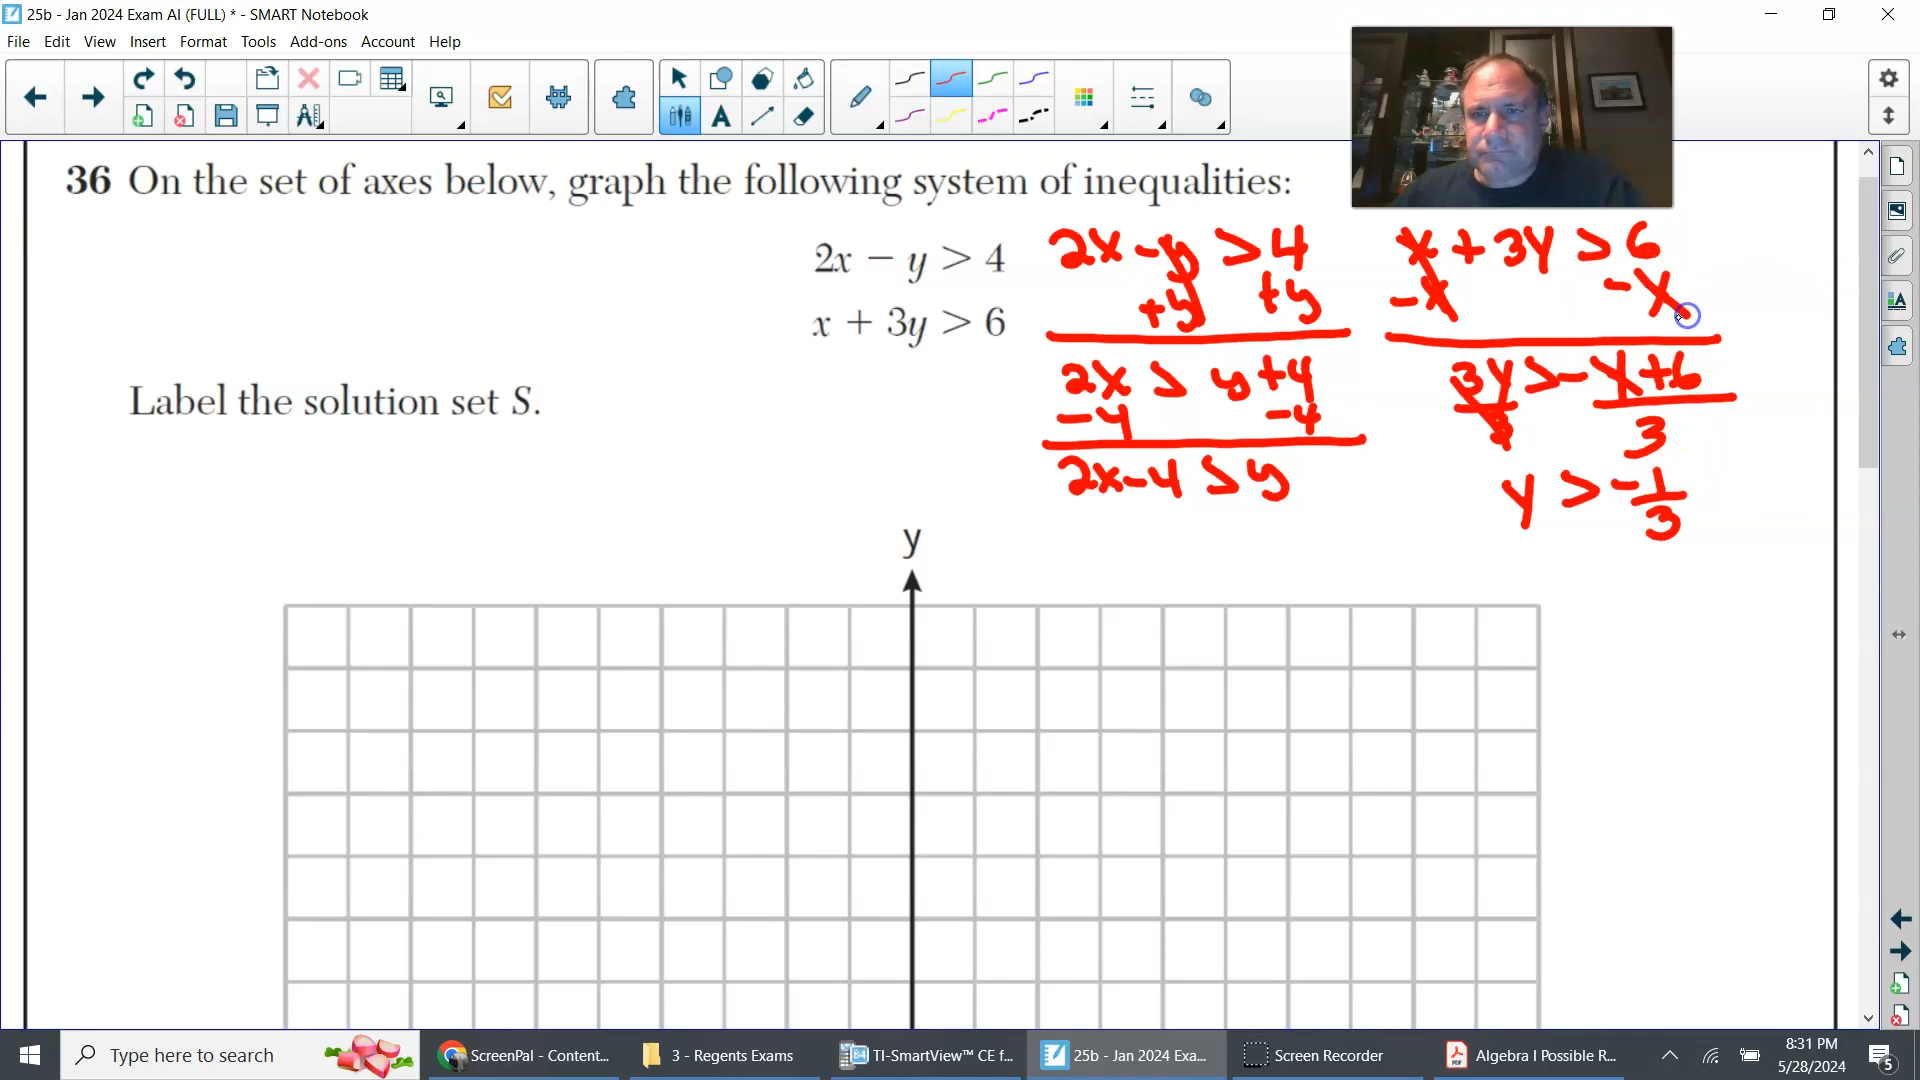 25b - Jan 2024 Exam AI (FULL) * - SMART Notebook
File Edit View Insert Format Tools Add-ons Account Help
36 On the set of axes below, graph the following system of inequalities:
2x − y > 4
x + 3y > 6
Label the solution set S.
2x - y > 4
+y +y
2x > y + 4
-4 -4
2x - 4 > y
x + 3y > 6
-x -x
3y > -x + 6
3 3
y > -1/3
y
Type here to search
ScreenPal - Content...
3 - Regents Exams
TI-SmartView™ CE f...
25b - Jan 2024 Exa...
Screen Recorder
Algebra I Possible R...
8:31 PM
5/28/2024
5